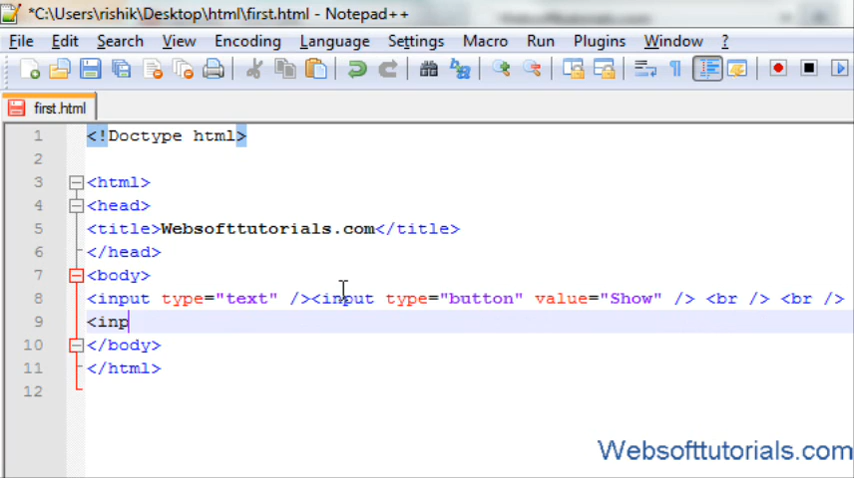 *C:\Users\rishik\Desktop\html\first.html - Notepad++
File Edit Search View Encoding Language Settings Macro Run Plugins Window ?
first.html
1 <!Doctype html>
2
3 <html>
4 <head>
5 <title>Websofttutorials.com</title>
6 </head>
7 <body>
8 <input type="text" /><input type="button" value="Show" /> <br /> <br />
9 <inp
10 </body>
11 </html>
12
Websofttutorials.com